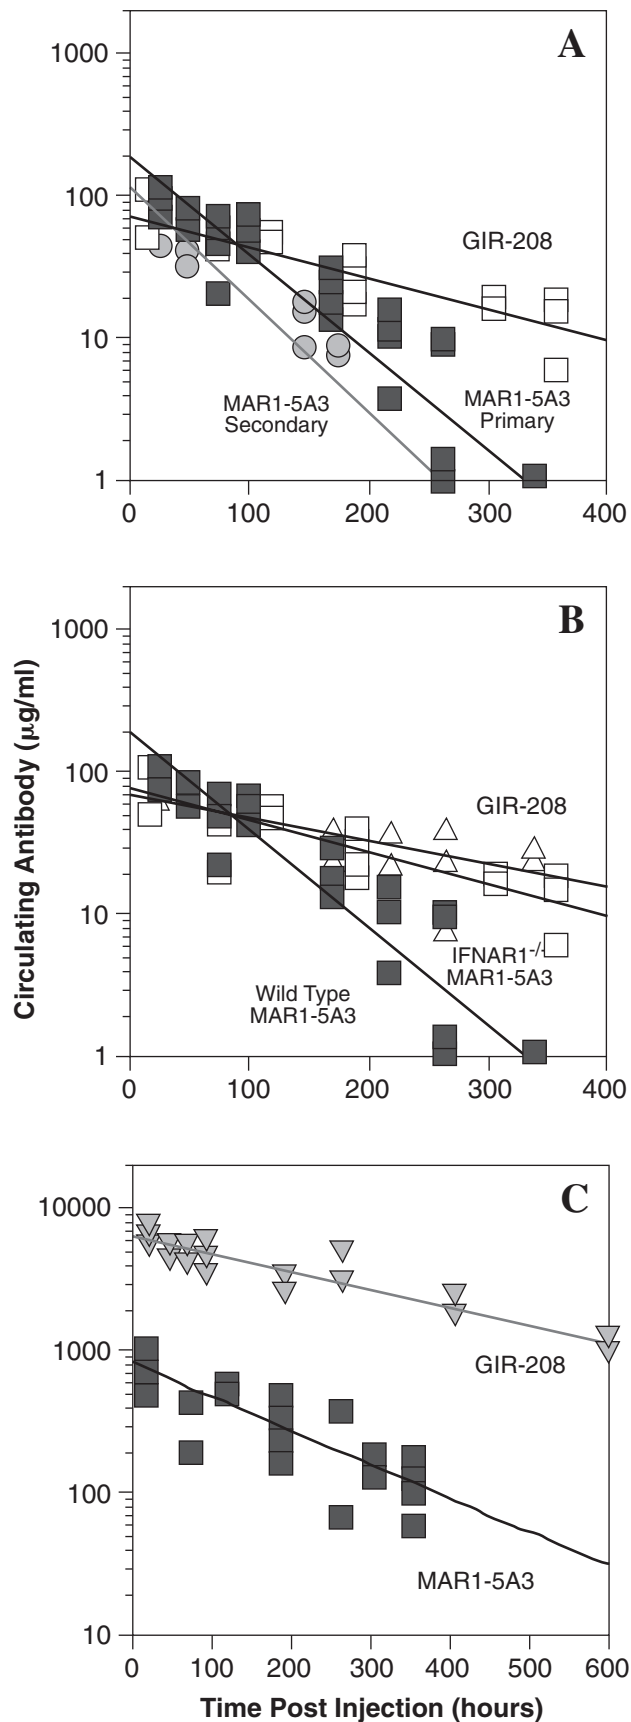 A
1000
100
10
1
GIR-208
MAR1-5A3
Secondary
MAR1-5A3
Primary
0 100 200 300 400
B
1000
100
10
1
GIR-208
IFNAR1-/-
MAR1-5A3
Wild Type
MAR1-5A3
0 100 200 300 400
Circulating Antibody (µg/ml)
C
10000
1000
100
10
GIR-208
MAR1-5A3
0 100 200 300 400 500 600
Time Post Injection (hours)